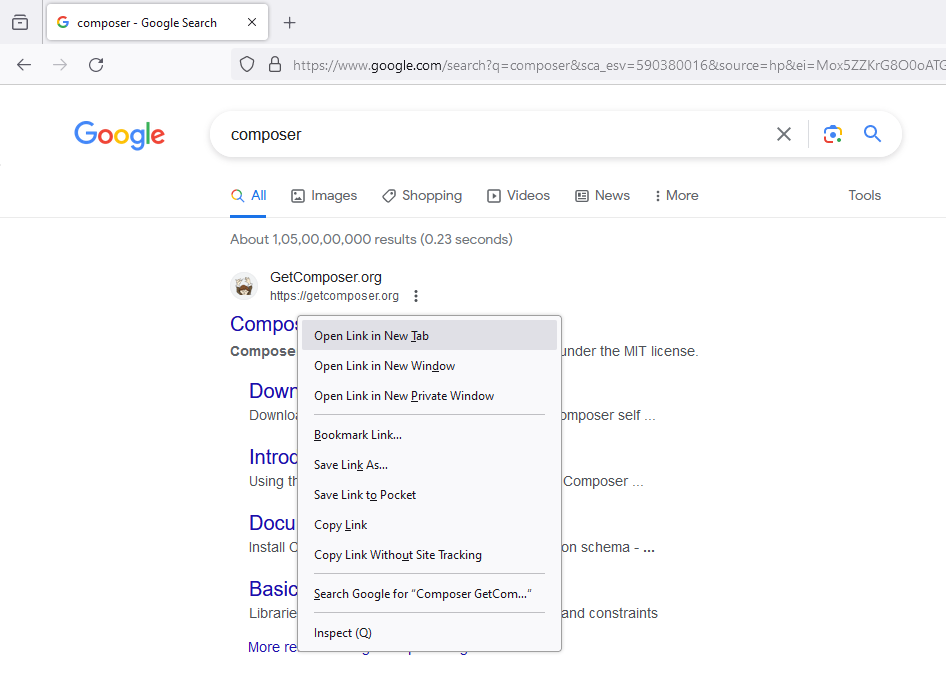 composer - Google Search
https://www.google.com/search?q=composer&sca_esv=590380016&source=hp&ei=Mox5ZZKrG8O0oATG
Google
composer
All Images Shopping Videos News More Tools
About 1,05,00,00,000 results (0.23 seconds)
GetComposer.org
https://getcomposer.org
Compos
Compose under the MIT license.
Down
Downloa omposer self ...
Introd
Using th Composer ...
Docu
Install C on schema - ...
Basic
Librarie and constraints
More re
Open Link in New Tab
Open Link in New Window
Open Link in New Private Window
Bookmark Link...
Save Link As...
Save Link to Pocket
Copy Link
Copy Link Without Site Tracking
Search Google for “Composer GetCom...”
Inspect (Q)